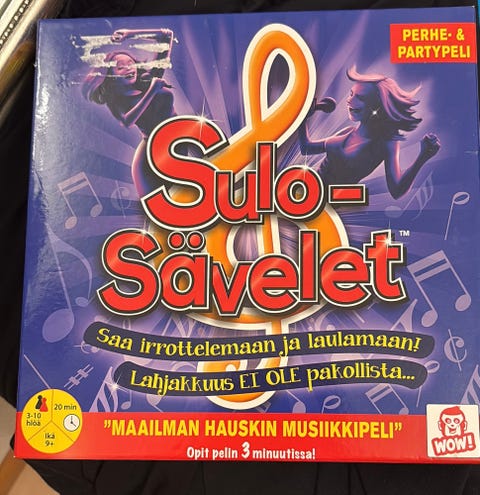 PERHE- &
PARTYPELI
SULO-
SÄVELET™
Saa irrottelemaan ja laulamaan!
Lahjakkuus EI OLE pakollista...
3-10
hlöä
20 min
Ikä
9+
"MAAILMAN HAUSKIN MUSIIKKIPELI"
Opit pelin 3 minuutissa!
WOW!